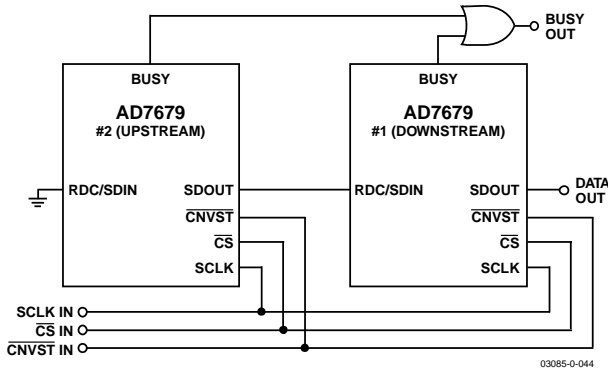 BUSY
OUT
BUSY
BUSY
AD7679
#2 (UPSTREAM)
AD7679
#1 (DOWNSTREAM)
RDC/SDIN
SDOUT
RDC/SDIN
SDOUT
DATA
OUT
CNVST
CNVST
CS
CS
SCLK
SCLK
SCLK IN
CS IN
CNVST IN
03085-0-044